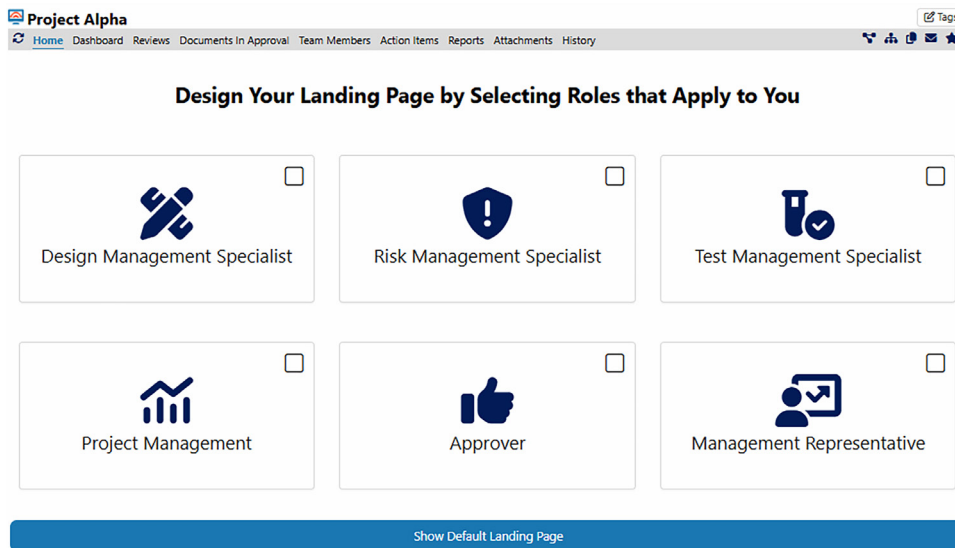 Project Alpha
Tags
Home Dashboard Reviews Documents In Approval Team Members Action Items Reports Attachments History
Design Your Landing Page by Selecting Roles that Apply to You
Design Management Specialist
Risk Management Specialist
Test Management Specialist
Project Management
Approver
Management Representative
Show Default Landing Page